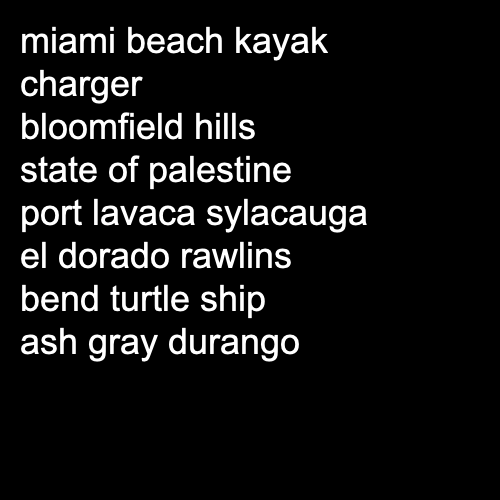 miami beach kayak
charger
bloomfield hills
state of palestine
port lavaca sylacauga
el dorado rawlins
bend turtle ship
ash gray durango